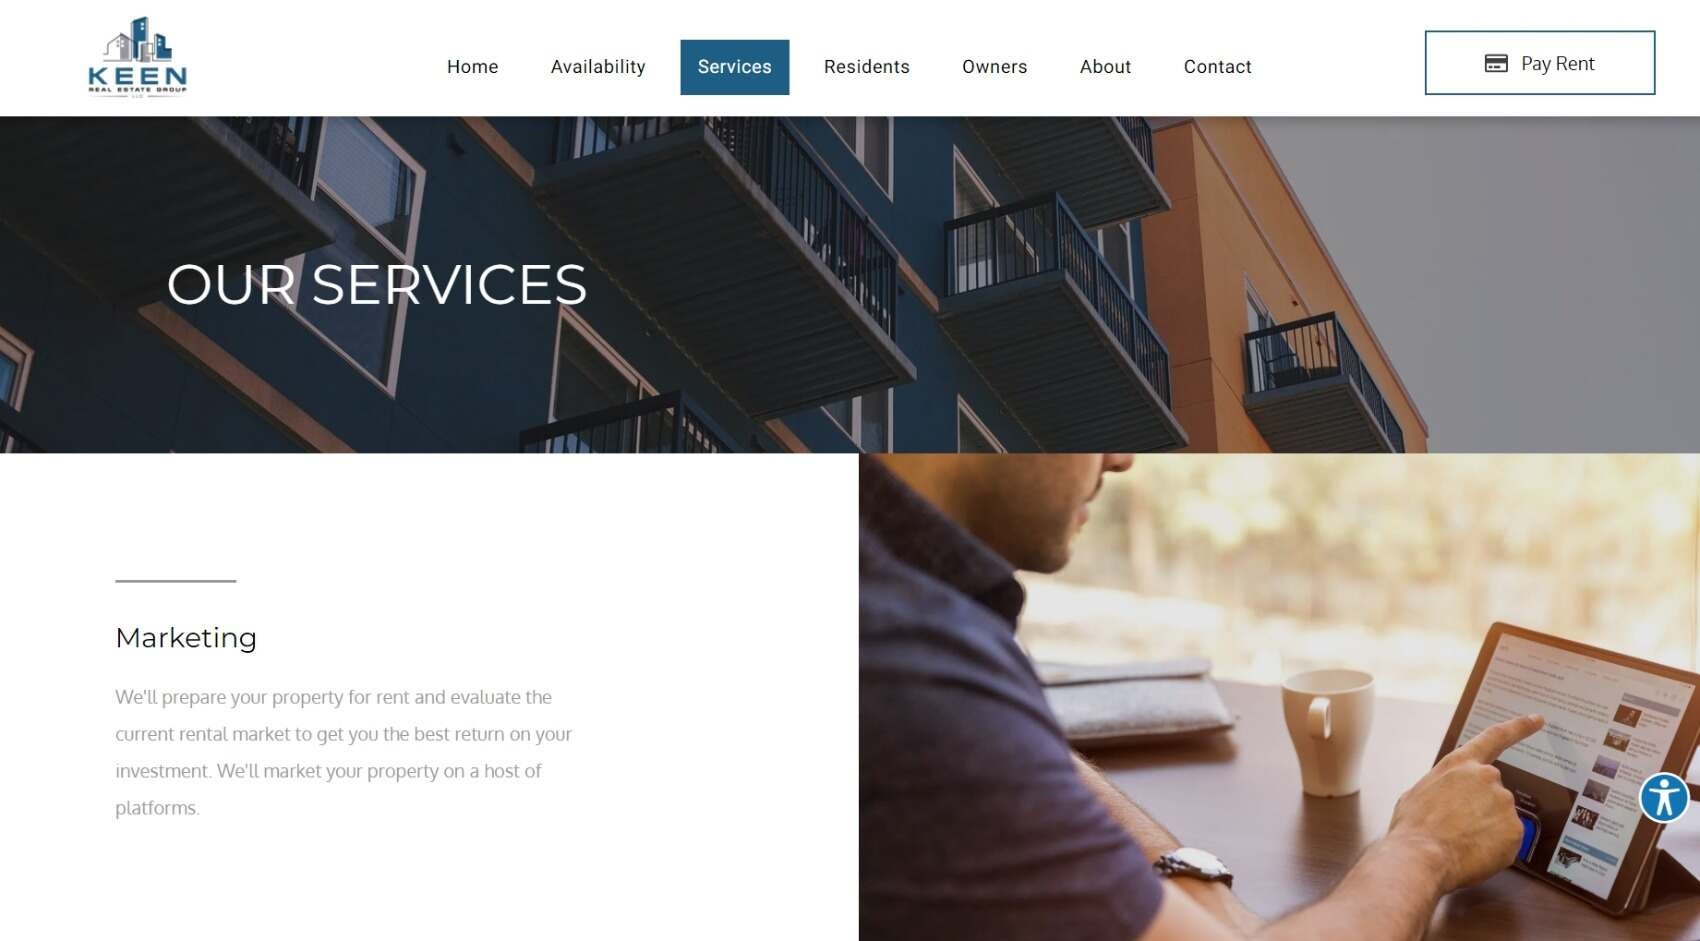 KEEN
REAL ESTATE GROUP
LLC
Home
Availability
Services
Residents
Owners
About
Contact
Pay Rent
OUR SERVICES
Marketing
We'll prepare your property for rent and evaluate the
current rental market to get you the best return on your
investment. We'll market your property on a host of
platforms.